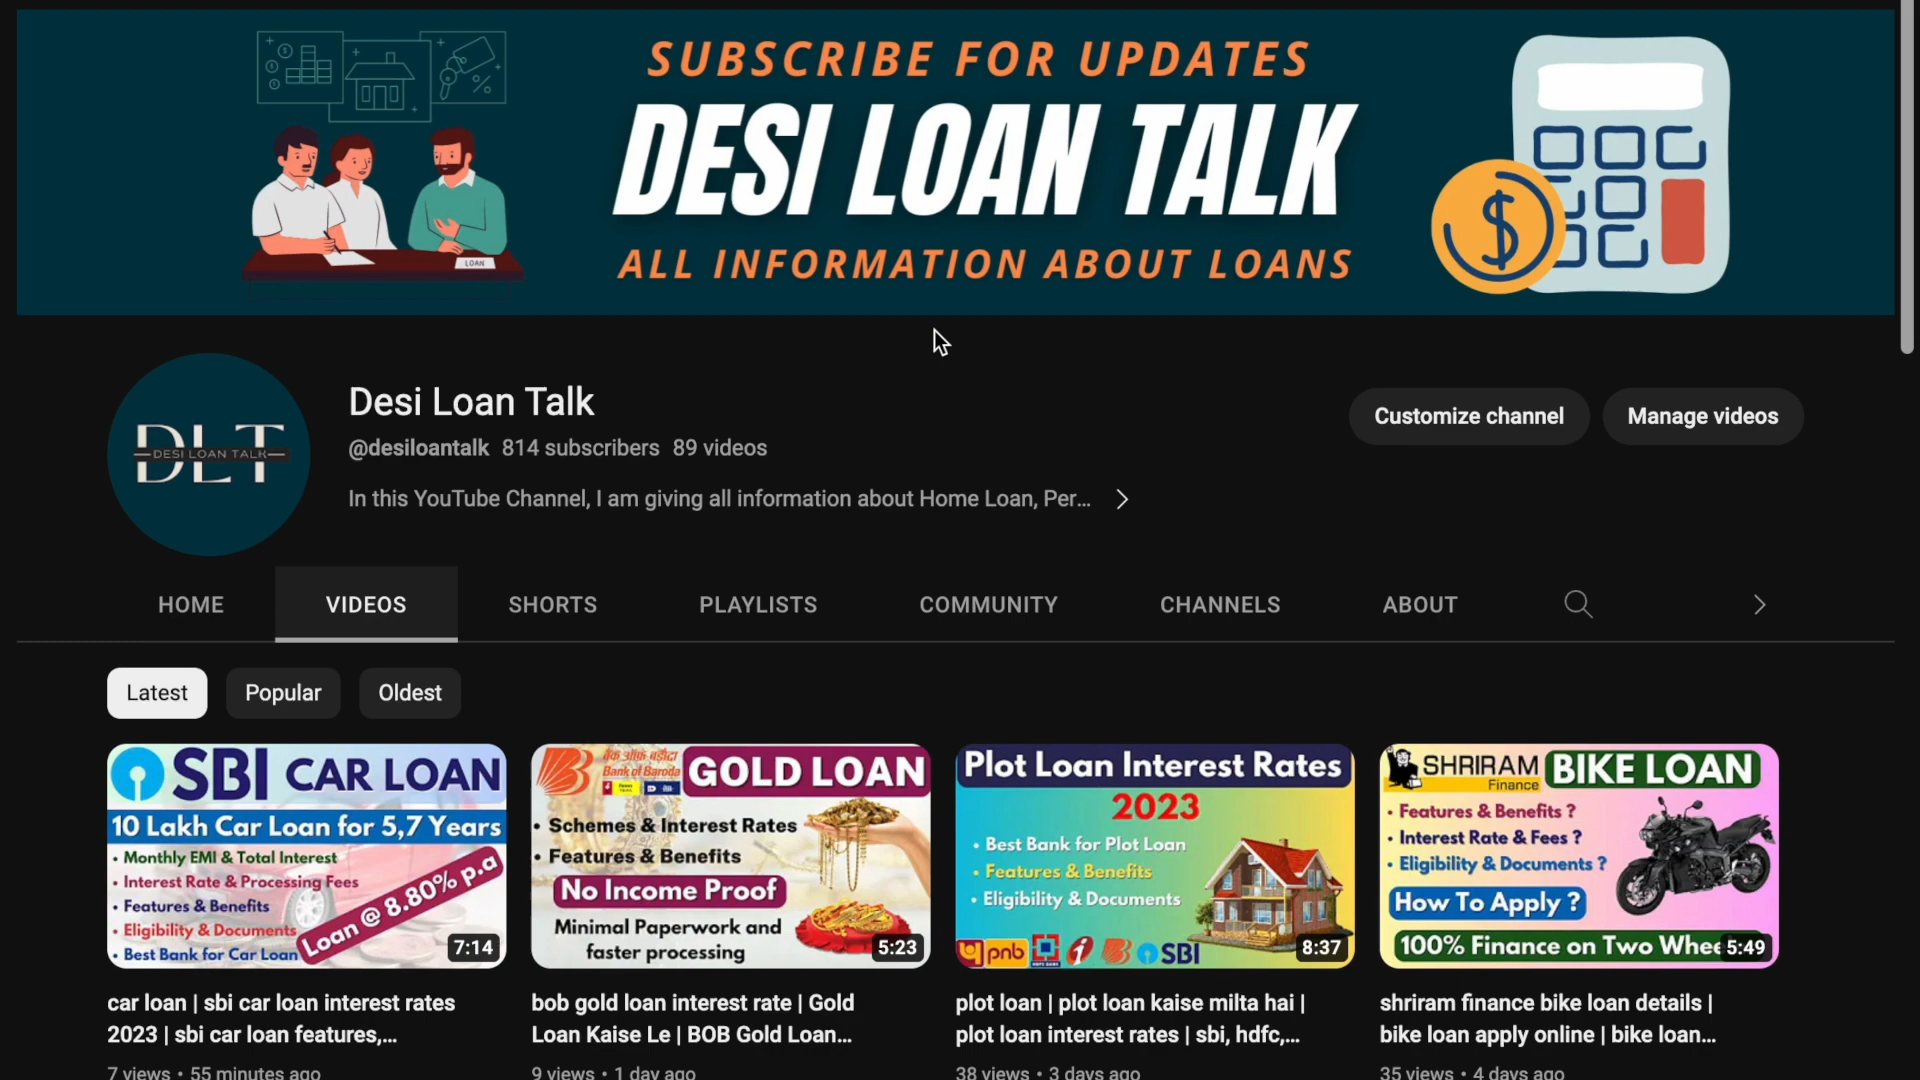 SUBSCRIBE FOR UPDATES
DESI LOAN TALK
ALL INFORMATION ABOUT LOANS
LOAN
DLT
DESI LOAN TALK
Desi Loan Talk
@desiloantalk 814 subscribers 89 videos
In this YouTube Channel, I am giving all information about Home Loan, Per...
Customize channel
Manage videos
HOME VIDEOS SHORTS PLAYLISTS COMMUNITY CHANNELS ABOUT
Latest Popular Oldest
SBI CAR LOAN
10 Lakh Car Loan for 5,7 Years
• Monthly EMI & Total Interest
• Interest Rate & Processing Fees
• Features & Benefits
• Eligibility & Documents
• Best Bank for Car Loan
Loan @ 8.80% p.a
7:14
बैंक ऑफ़ बड़ौदा
Bank of Baroda
GOLD LOAN
• Schemes & Interest Rates
• Features & Benefits
No Income Proof
Minimal Paperwork and
faster processing
5:23
Plot Loan Interest Rates
2023
• Best Bank for Plot Loan
• Features & Benefits
• Eligibility & Documents
pnb
HDFC BANK
SBI
8:37
SHRIRAM
Finance
BIKE LOAN
• Features & Benefits ?
• Interest Rate & Fees ?
• Eligibility & Documents ?
How To Apply ?
100% Finance on Two Whee
5:49
car loan | sbi car loan interest rates
2023 | sbi car loan features,...
7 views • 55 minutes ago
bob gold loan interest rate | Gold
Loan Kaise Le | BOB Gold Loan...
9 views • 1 day ago
plot loan | plot loan kaise milta hai |
plot loan interest rates | sbi, hdfc,...
38 views • 3 days ago
shriram finance bike loan details |
bike loan apply online | bike loan...
35 views • 4 days ago